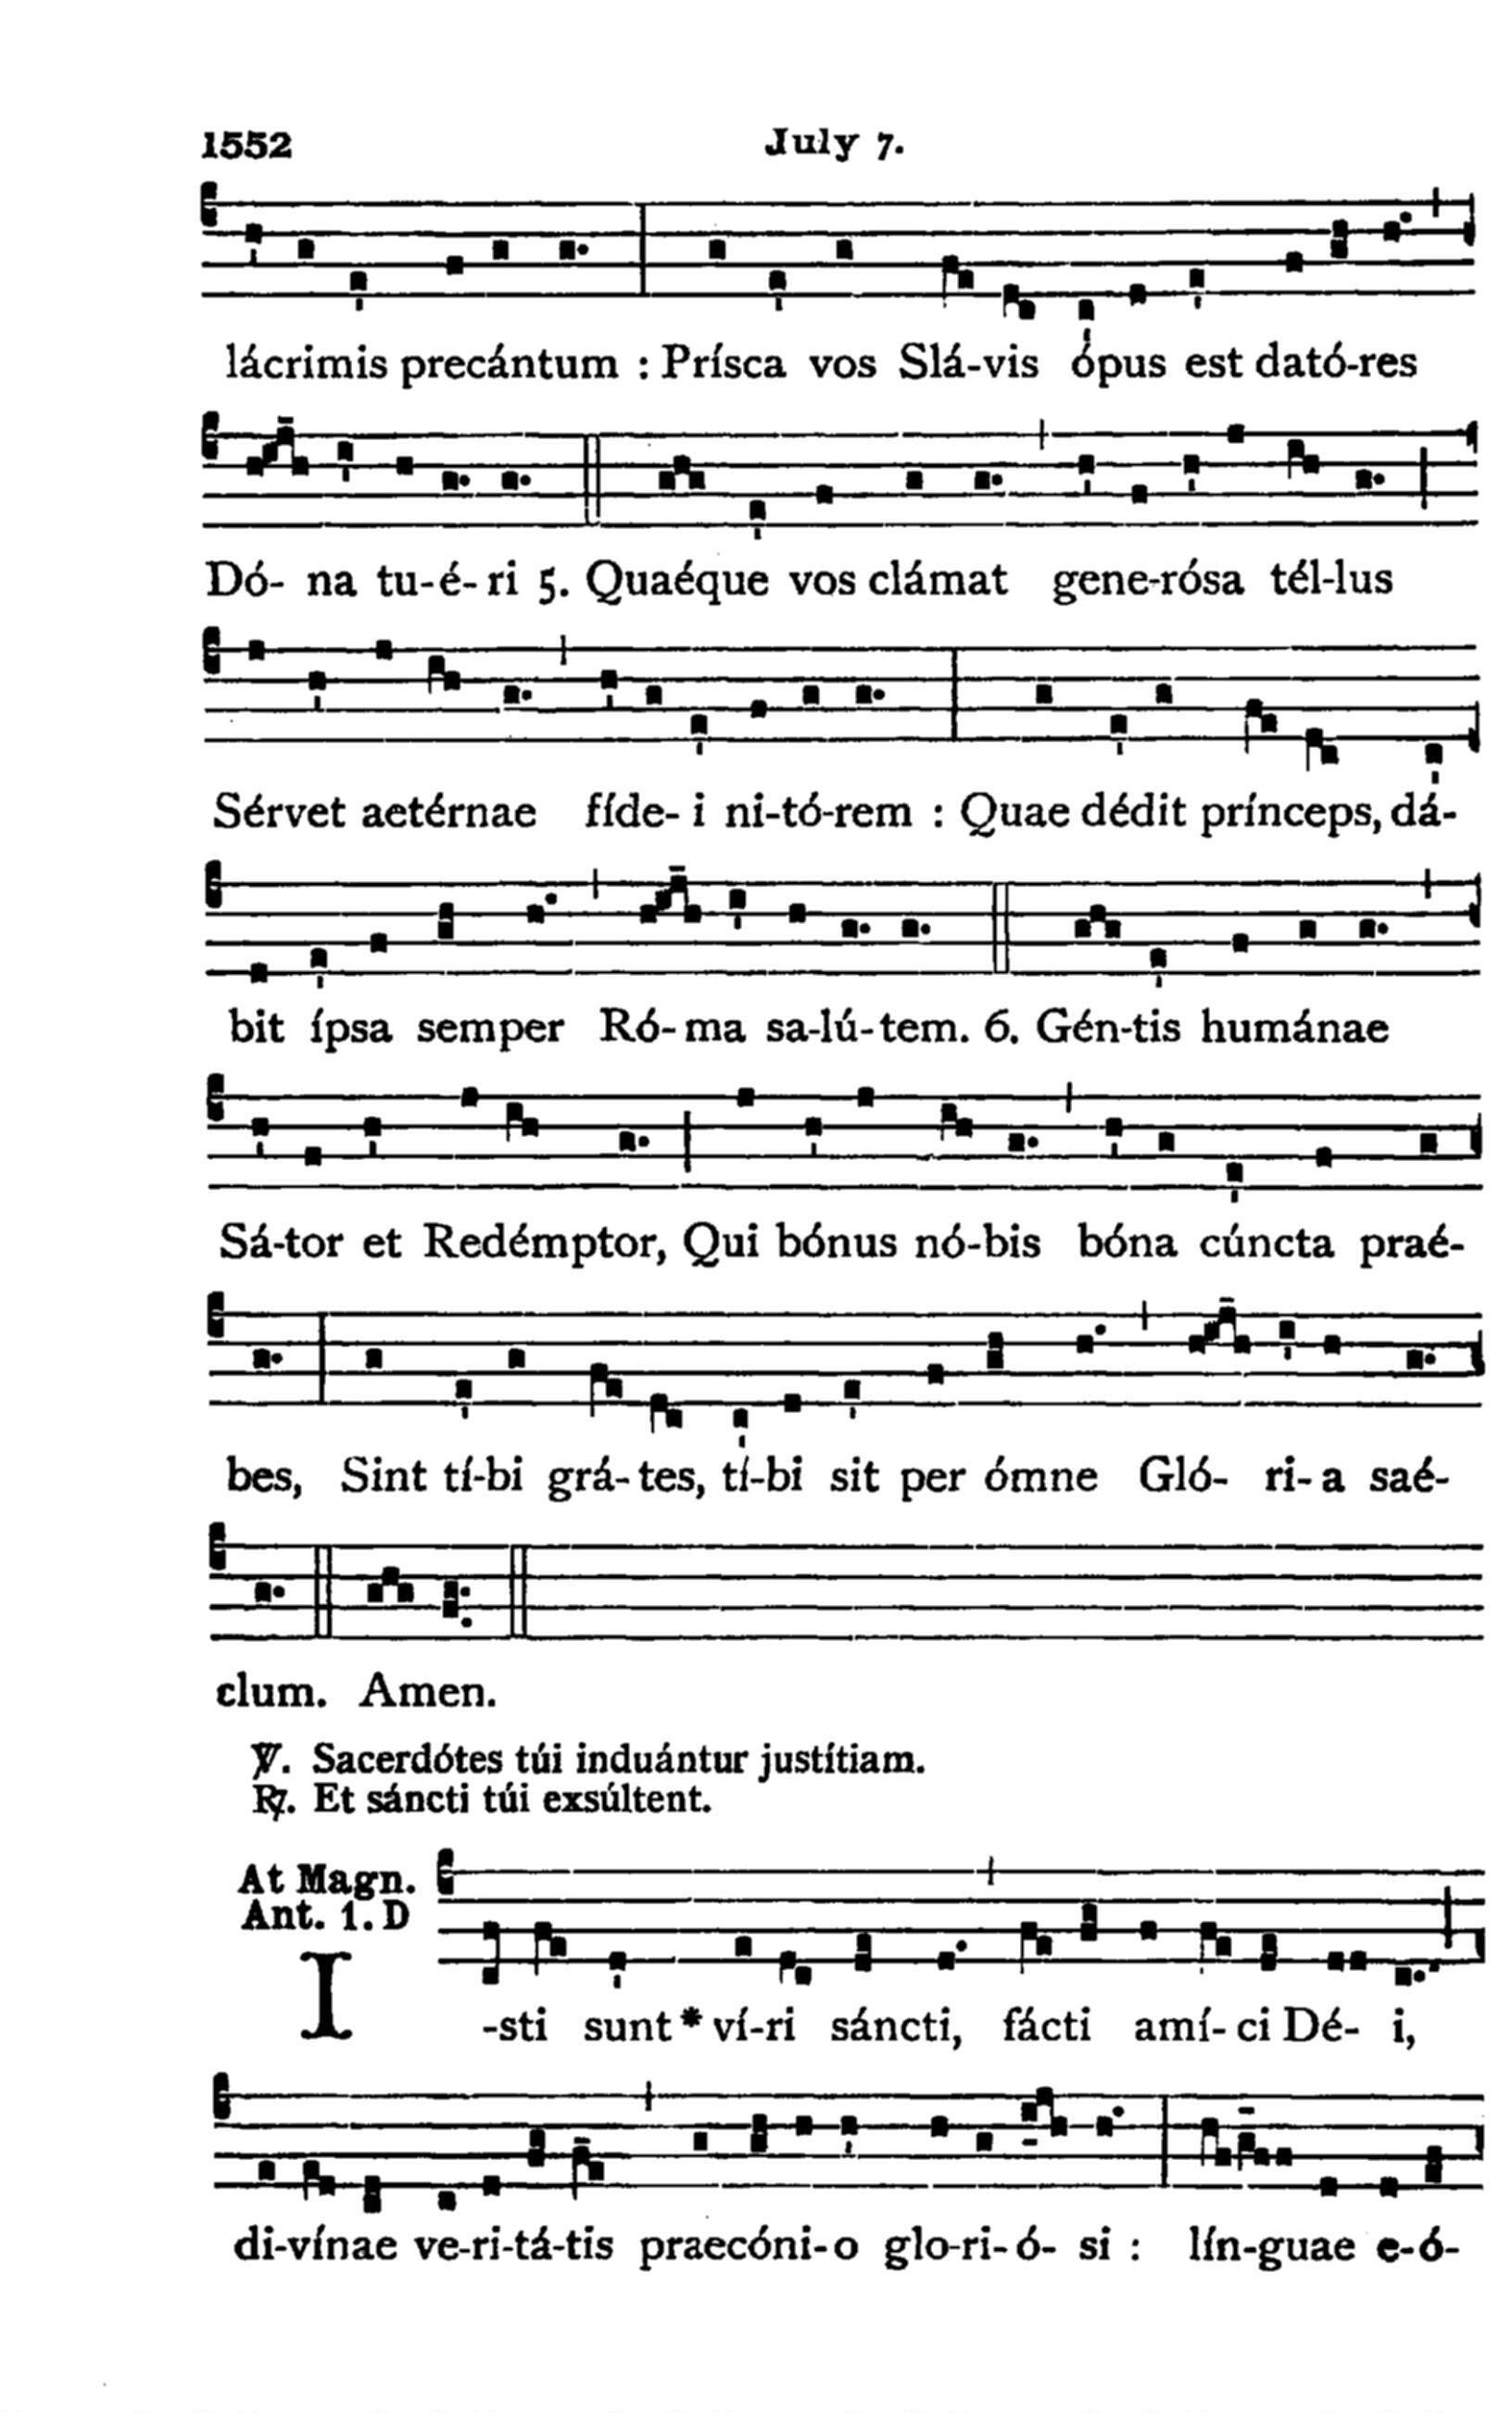 1552 July 7.
lácrimis precántum : Prísca vos Slá-vis ópus est dató-res
Dó- na tu-é-ri 5. Quaéque vos clámat gene-rósa tél-lus
Sérvet aetérnae fíde- i ni-tó-rem : Quae dédit prínceps, dá-
bit ípsa semper Ró-ma sa-lú-tem. 6. Gén-tis humánae
Sá-tor et Redémptor, Qui bónus nó-bis bóna cúncta praé-
bes, Sint tí-bi grá-tes, tí-bi sit per ómne Gló- ri-a saé-
clum. Amen.
℣. Sacerdótes túi induántur justítiam.
℟. Et sáncti túi exsúltent.
At Magn.
Ant. 1. D
I -sti sunt * ví-ri sáncti, fácti amí-ci Dé- i,
di-vínae ve-ri-tá-tis praecóni-o glo-ri-ó- si : lín-guae e-ó-